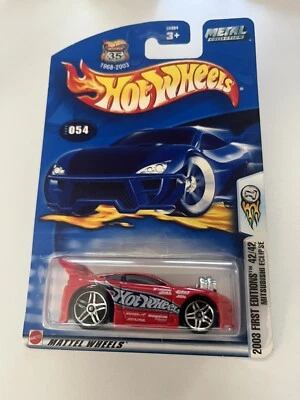 35
1968-2003
3+
METAL
COLLECTION
HOT WHEELS
054
HOT WHEELS
2003 FIRST EDITIONS™ 42/42
MITSUBISHI ECLIPSE
MATTEL WHEELS